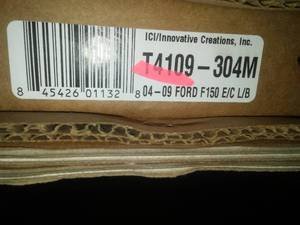 ICI/Innovative Creations, Inc.
T4109-304M
8 45426 01132 8
04-09 FORD F150 E/C L/B